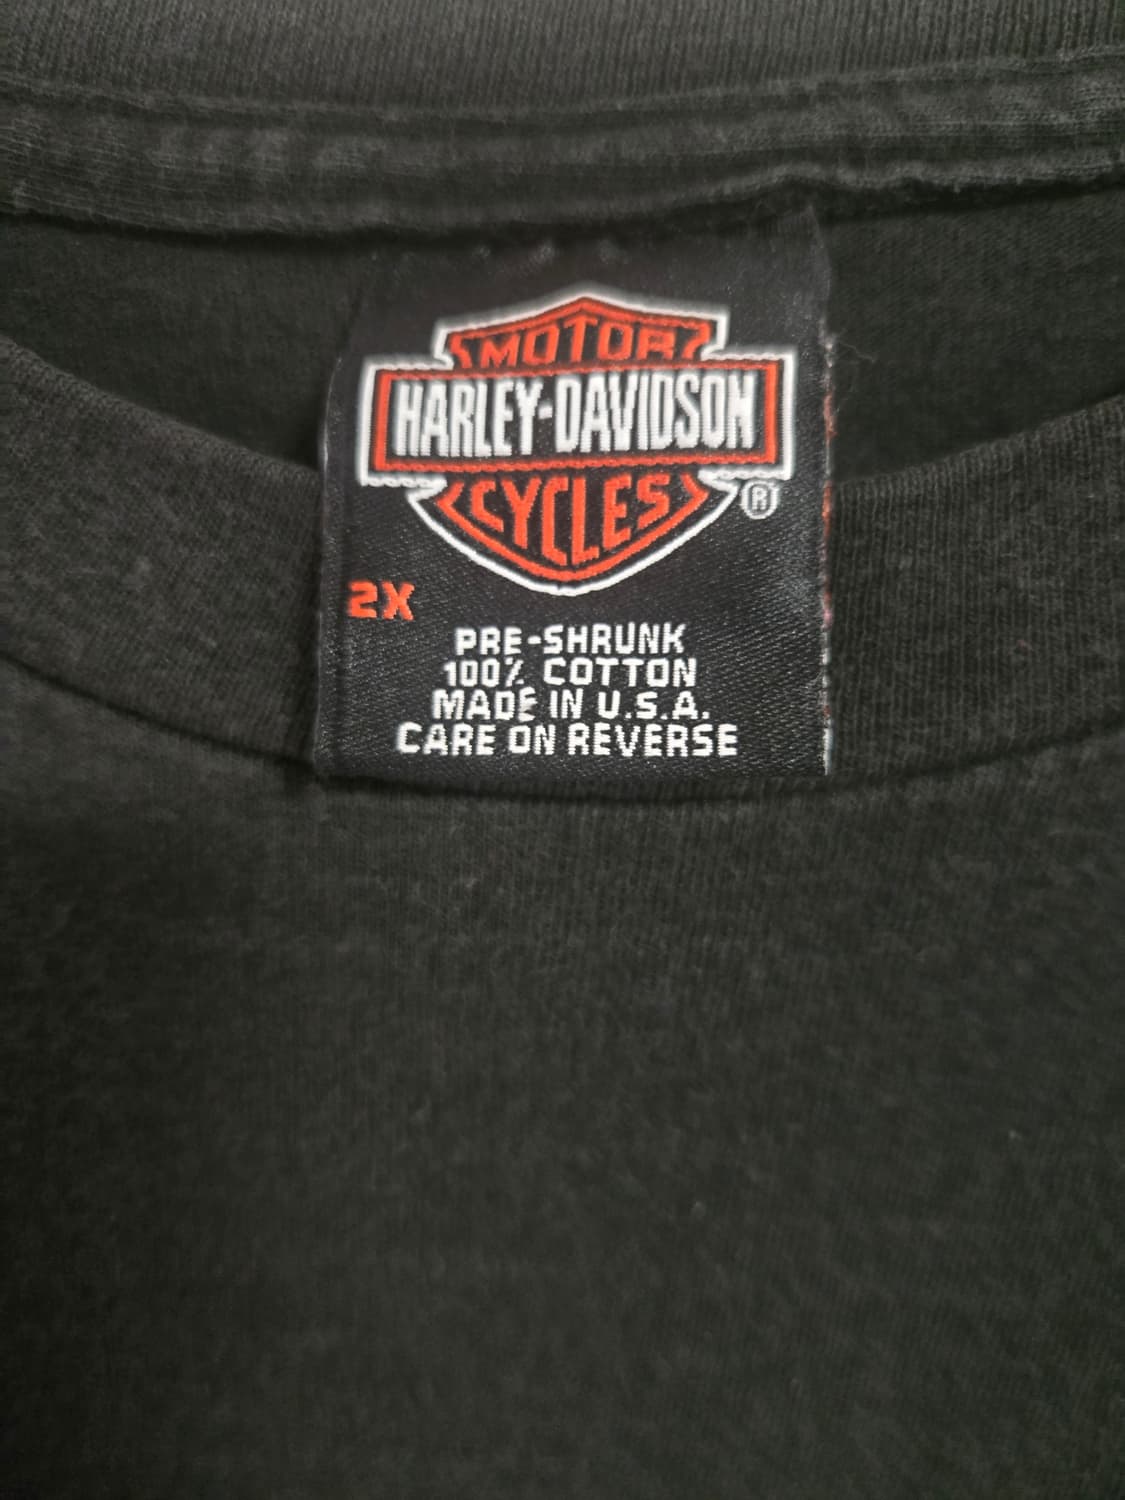 MOTOR
HARLEY-DAVIDSON
CYCLES
®
2X
PRE-SHRUNK
100% COTTON
MADE IN U.S.A.
CARE ON REVERSE